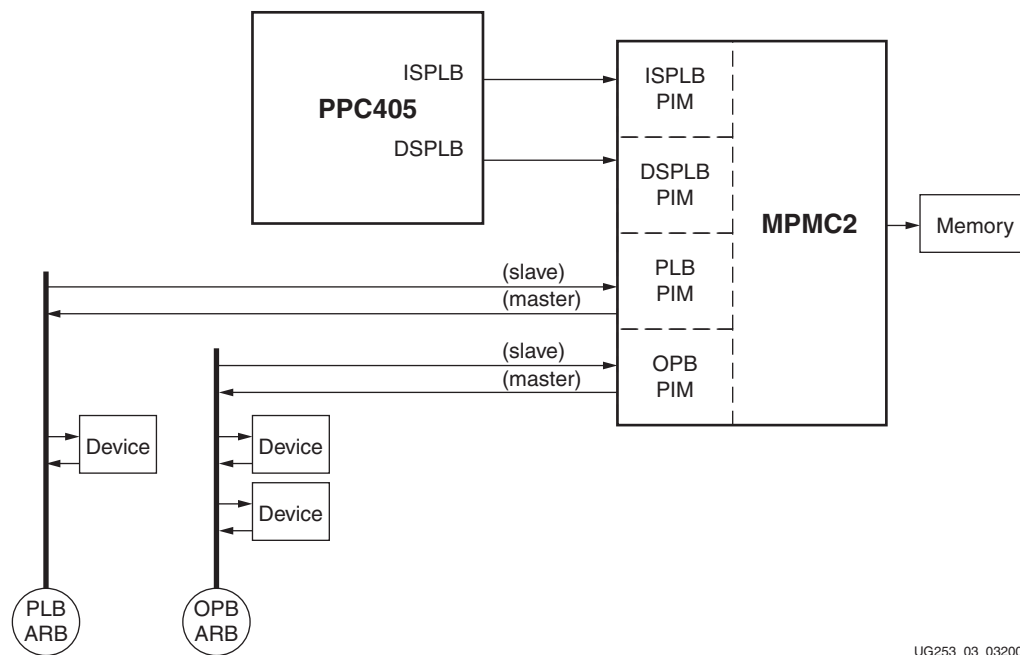 ISPLB
PPC405
DSPLB
ISPLB
PIM
DSPLB
PIM
MPMC2
Memory
PLB
PIM
(slave)
(master)
OPB
PIM
(slave)
(master)
Device
Device
Device
PLB
ARB
OPB
ARB
UG253_03_03200